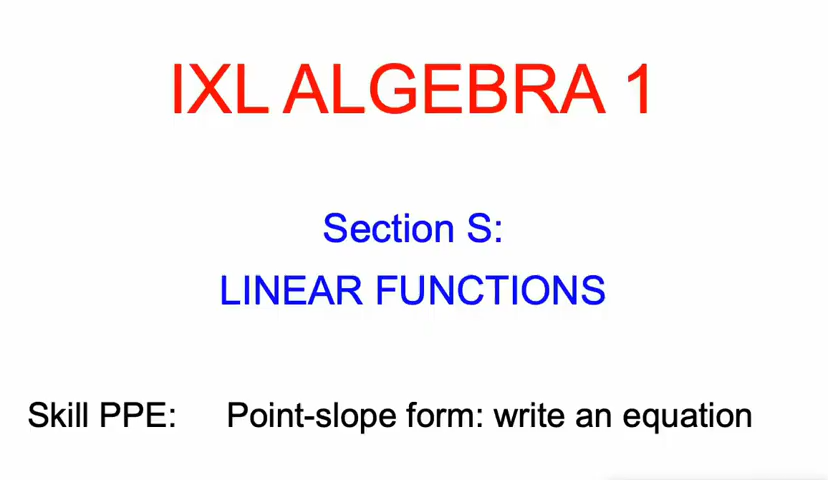 IXL ALGEBRA 1
Section S:
LINEAR FUNCTIONS
Skill PPE: Point-slope form: write an equation